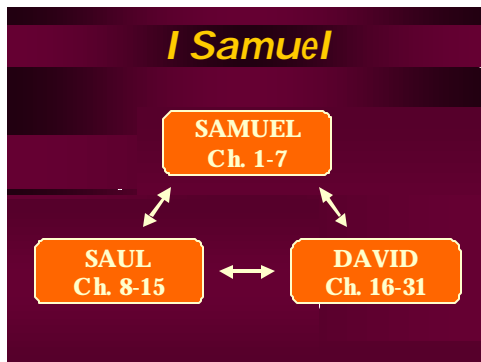 I Samuel
SAMUEL
Ch. 1-7
SAUL
Ch. 8-15
DAVID
Ch. 16-31